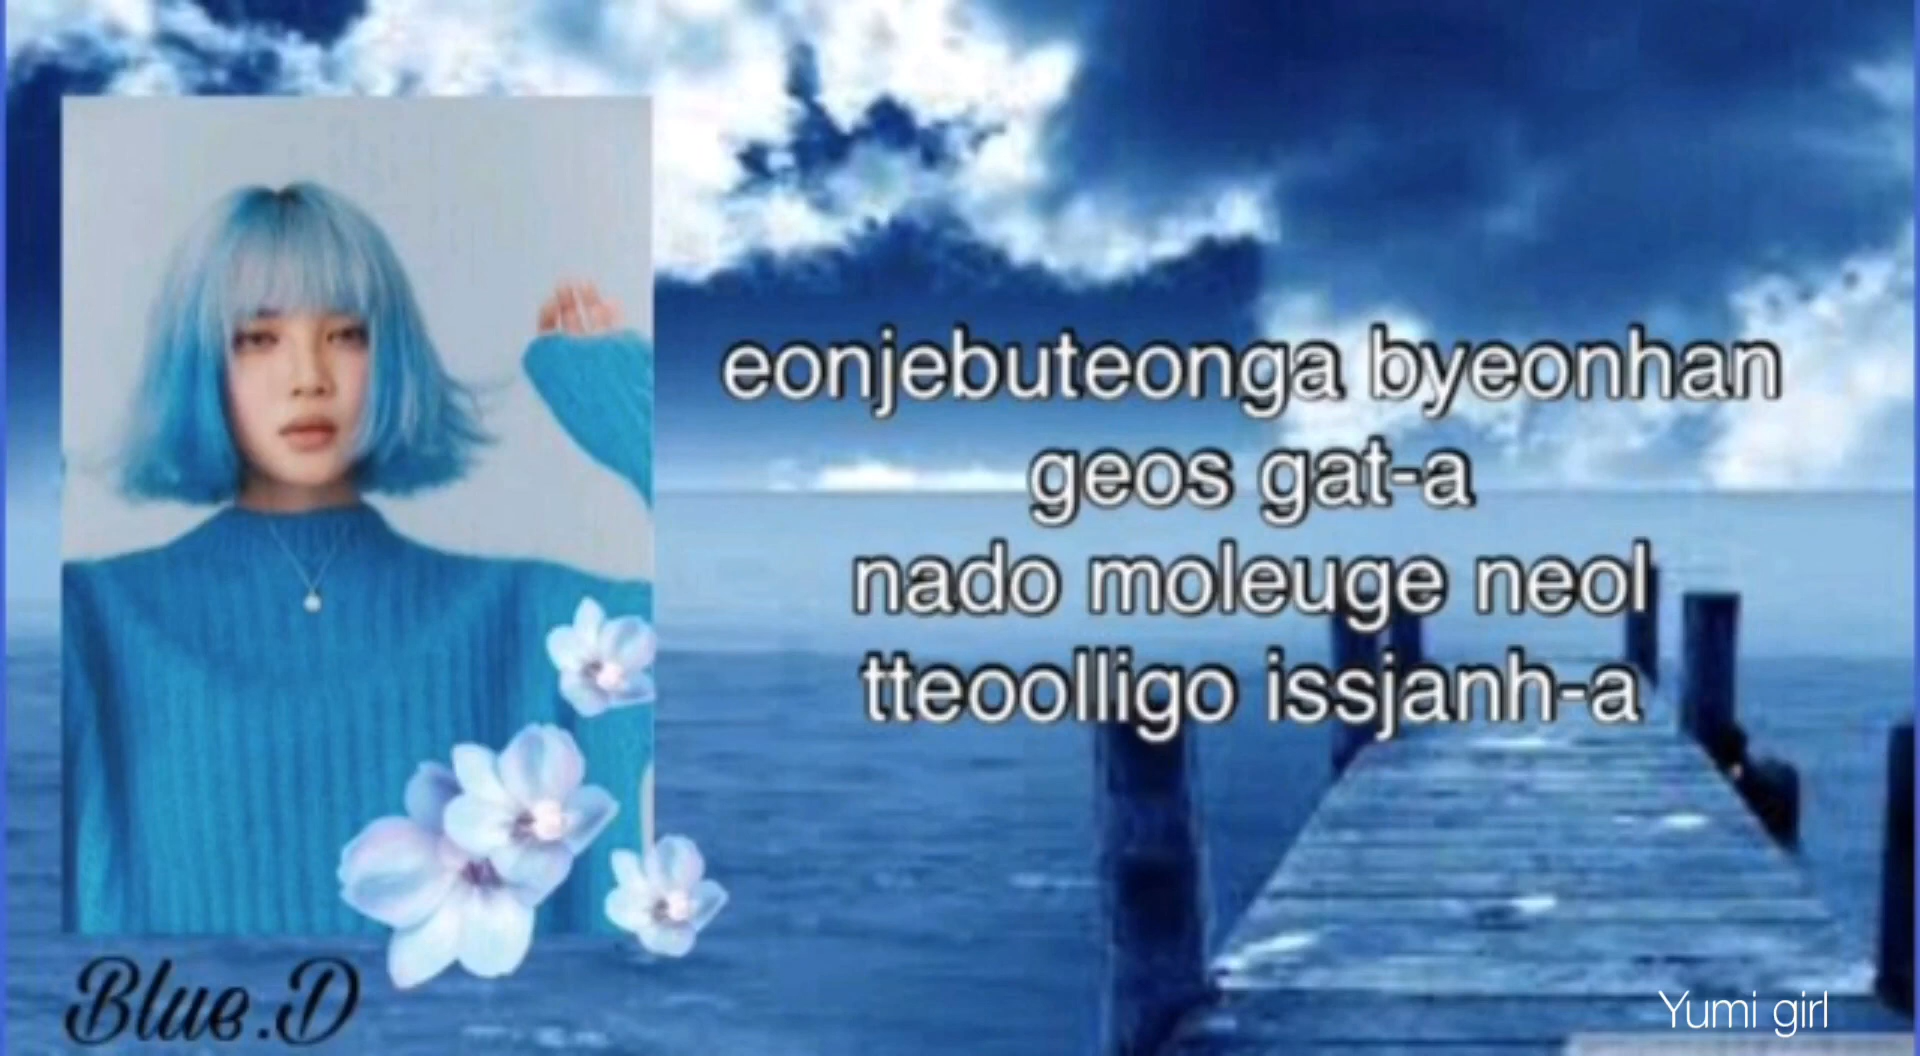 eonjebuteonga byeonhan
geos gat-a
nado moleuge neol
tteoolligo issjanh-a
Blue.D
Yumi girl